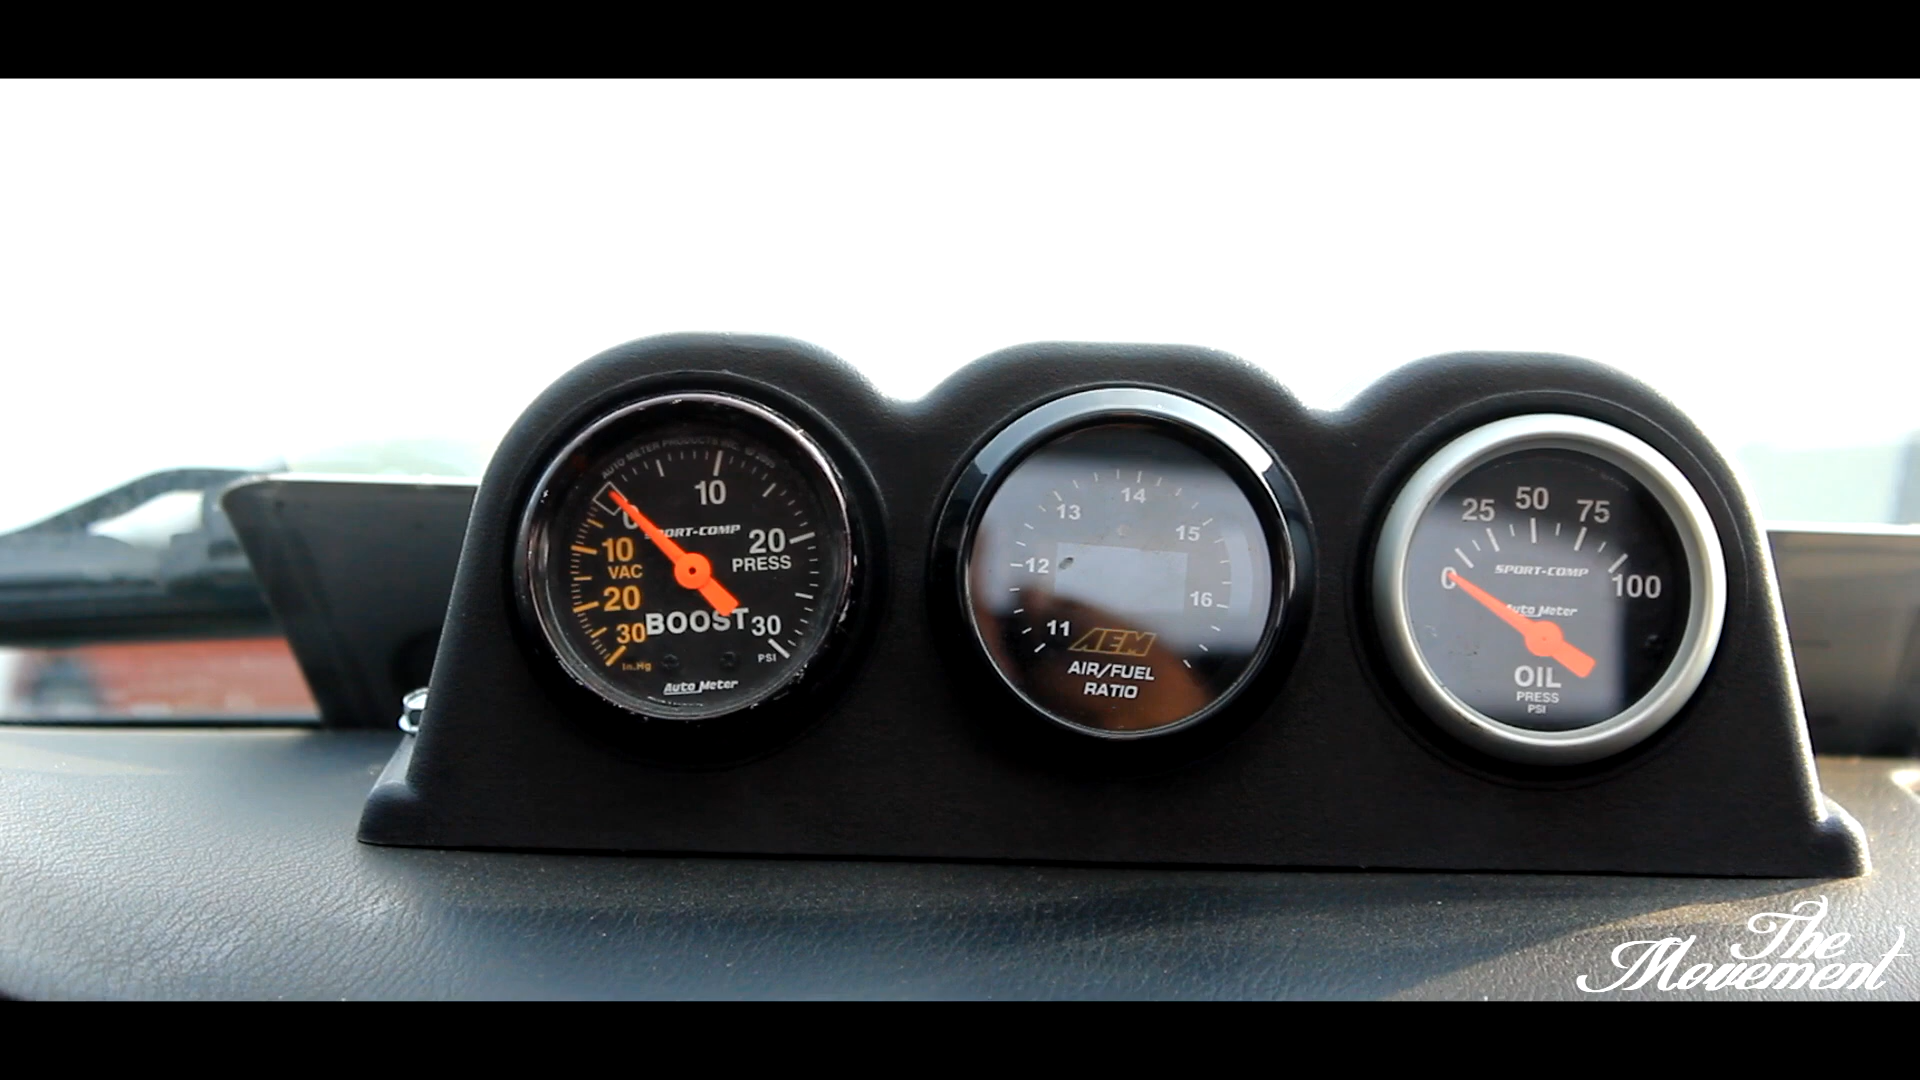 AUTO METER PRODUCTS INC. © 2005
10
0
SPORT-COMP
20
PRESS
10
VAC
20
30
In.Hg
BOOST
30
PSI
Auto Meter
14
13
15
12
16
11
AEM
AIR/FUEL
RATIO
50
25
75
0
100
SPORT-COMP
Auto Meter
OIL
PRESS
PSI
The
Movement